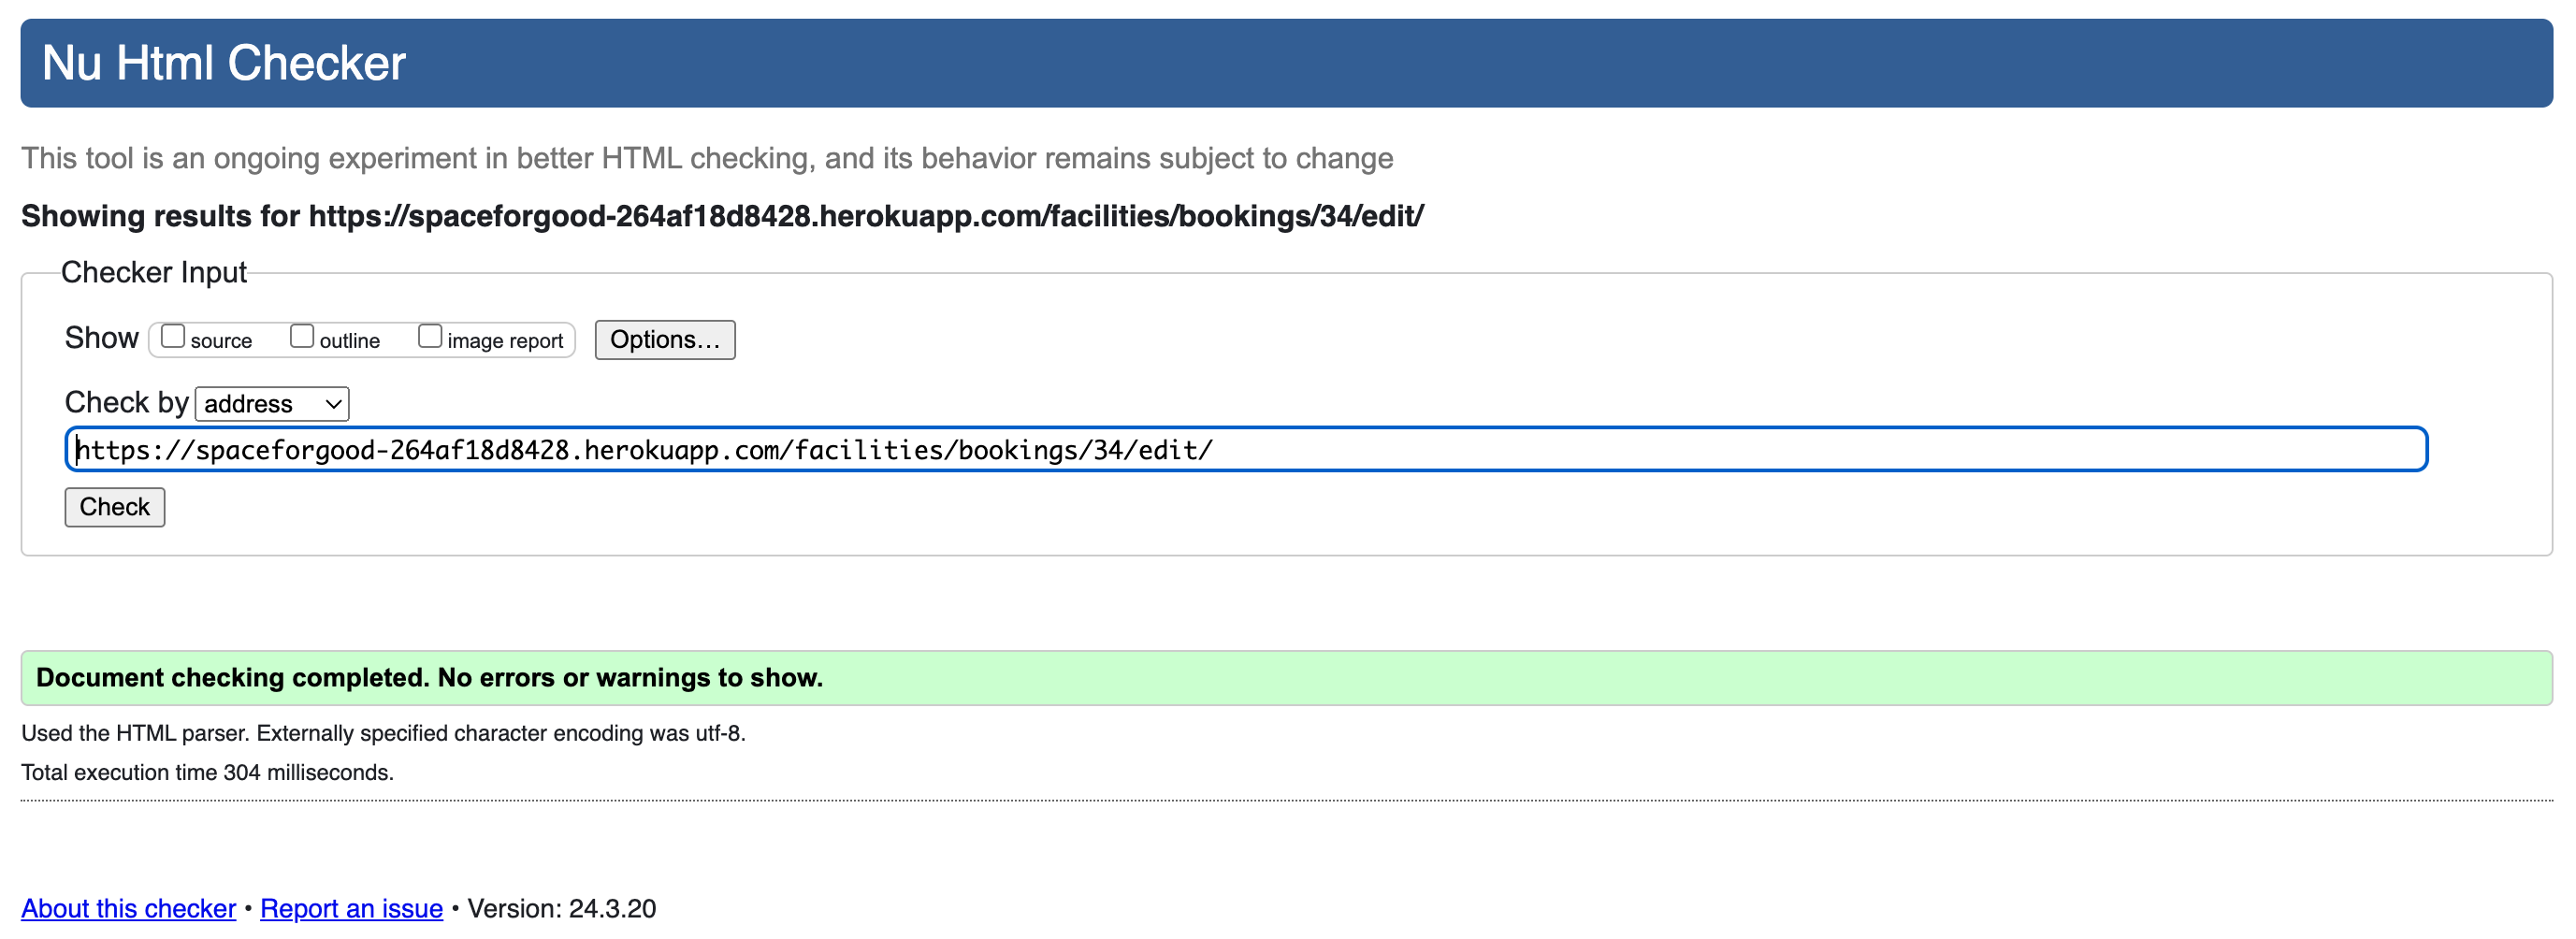 Nu Html Checker
This tool is an ongoing experiment in better HTML checking, and its behavior remains subject to change
Showing results for https://spaceforgood-264af18d8428.herokuapp.com/facilities/bookings/34/edit/
Checker Input
Show source outline image report Options...
Check by address
https://spaceforgood-264af18d8428.herokuapp.com/facilities/bookings/34/edit/
Check
Document checking completed. No errors or warnings to show.
Used the HTML parser. Externally specified character encoding was utf-8.
Total execution time 304 milliseconds.
About this checker • Report an issue • Version: 24.3.20